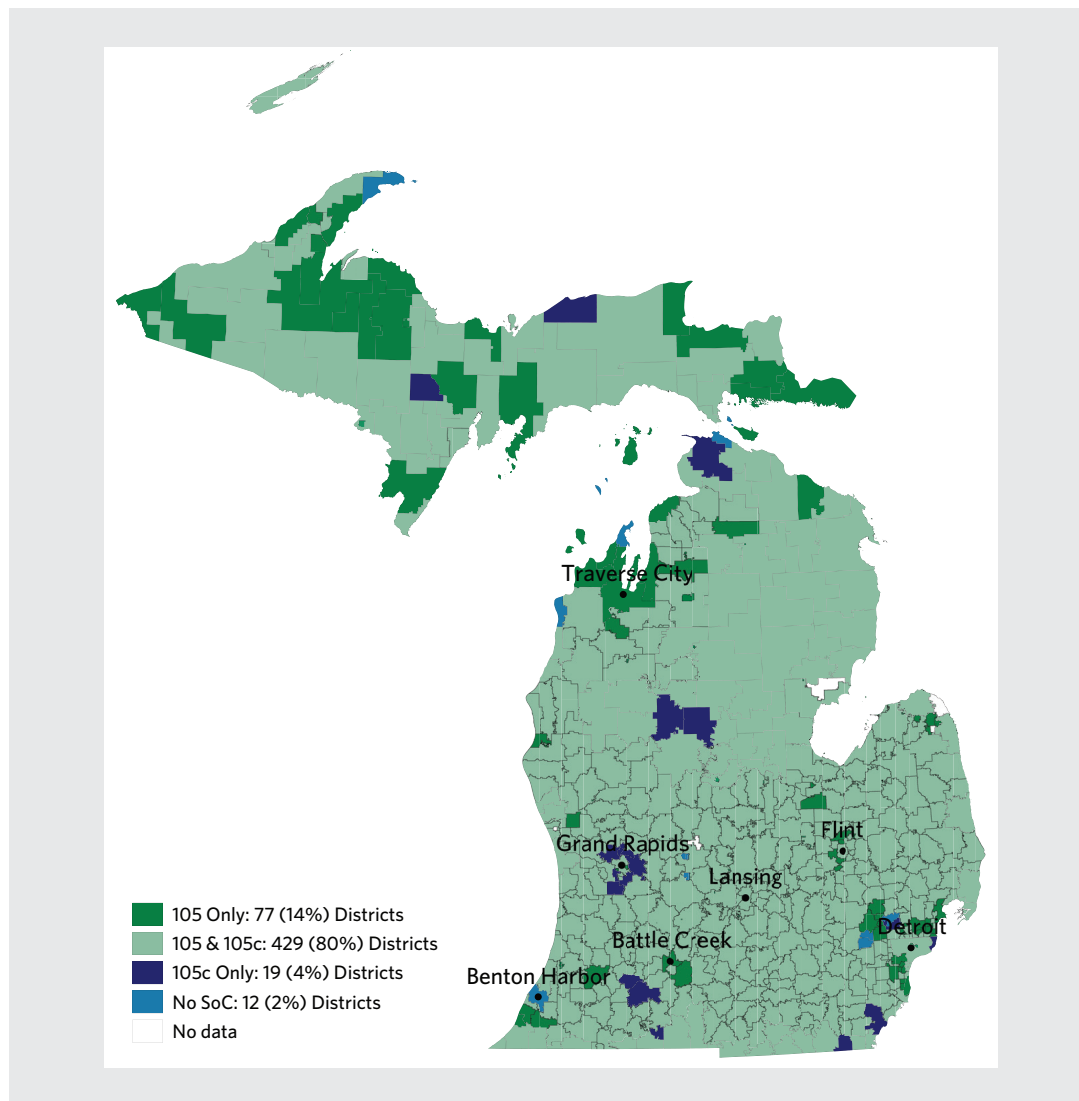 Traverse City
Flint
Grand Rapids
Lansing
Detroit
Battle Creek
Benton Harbor
105 Only: 77 (14%) Districts
105 & 105c: 429 (80%) Districts
105c Only: 19 (4%) Districts
No SoC: 12 (2%) Districts
No data